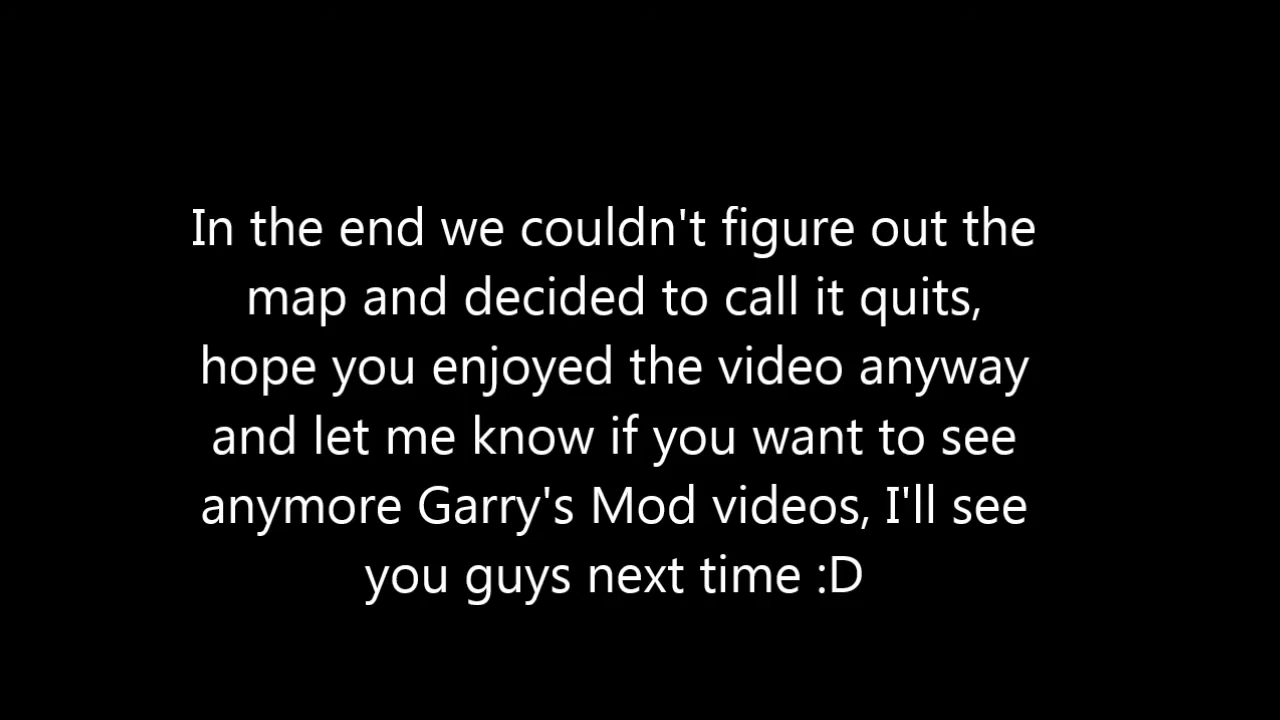 In the end we couldn't figure out the
map and decided to call it quits,
hope you enjoyed the video anyway
and let me know if you want to see
anymore Garry's Mod videos, I'll see
you guys next time :D